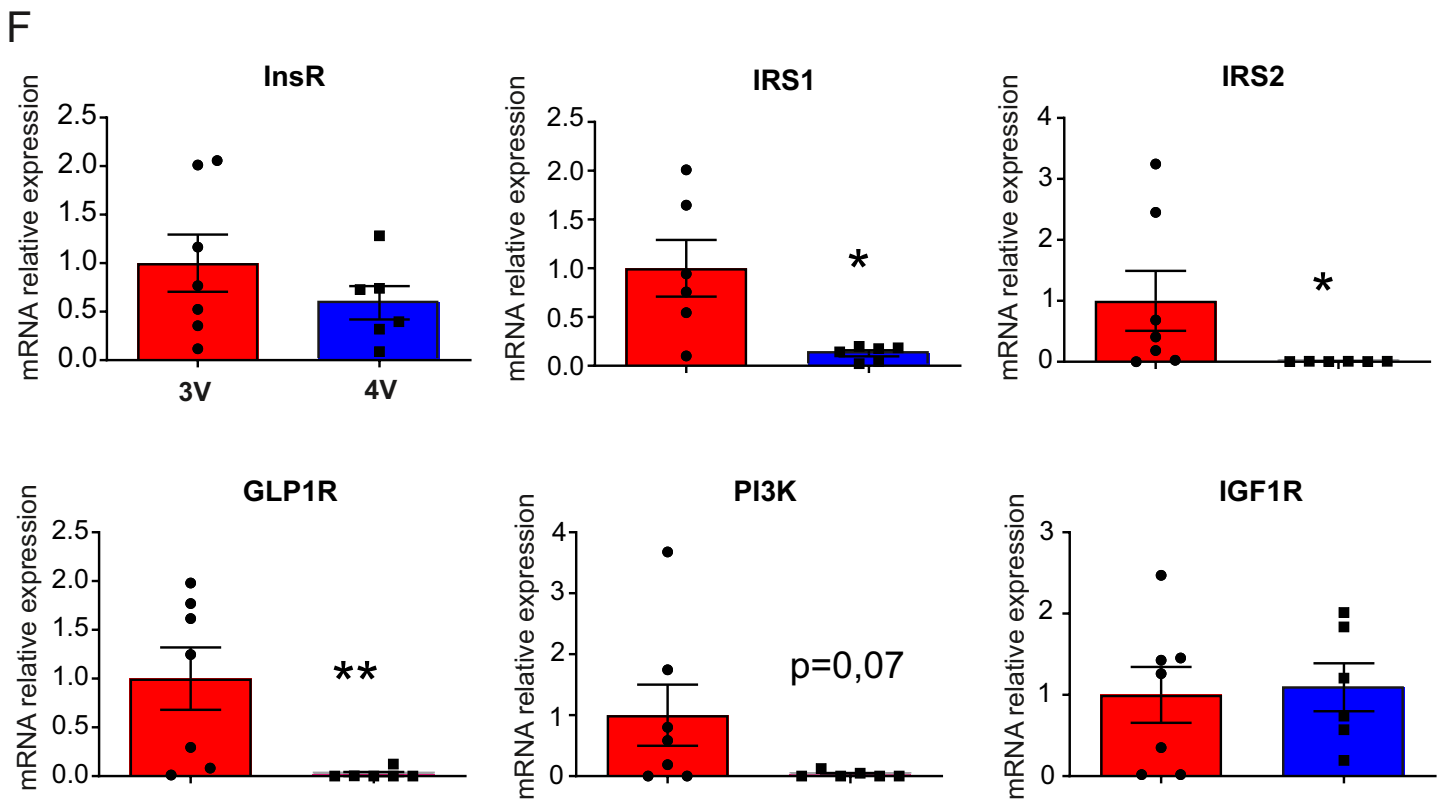 F
InsR
mRNA relative expression
2.5
2.0
1.5
1.0
0.5
0.0
3V 4V
IRS1
mRNA relative expression
2.5
2.0
1.5
1.0
0.5
0.0
*
IRS2
mRNA relative expression
4
3
2
1
0
*
GLP1R
mRNA relative expression
2.5
2.0
1.5
1.0
0.5
0.0
**
PI3K
mRNA relative expression
4
3
2
1
0
p=0,07
IGF1R
mRNA relative expression
3
2
1
0